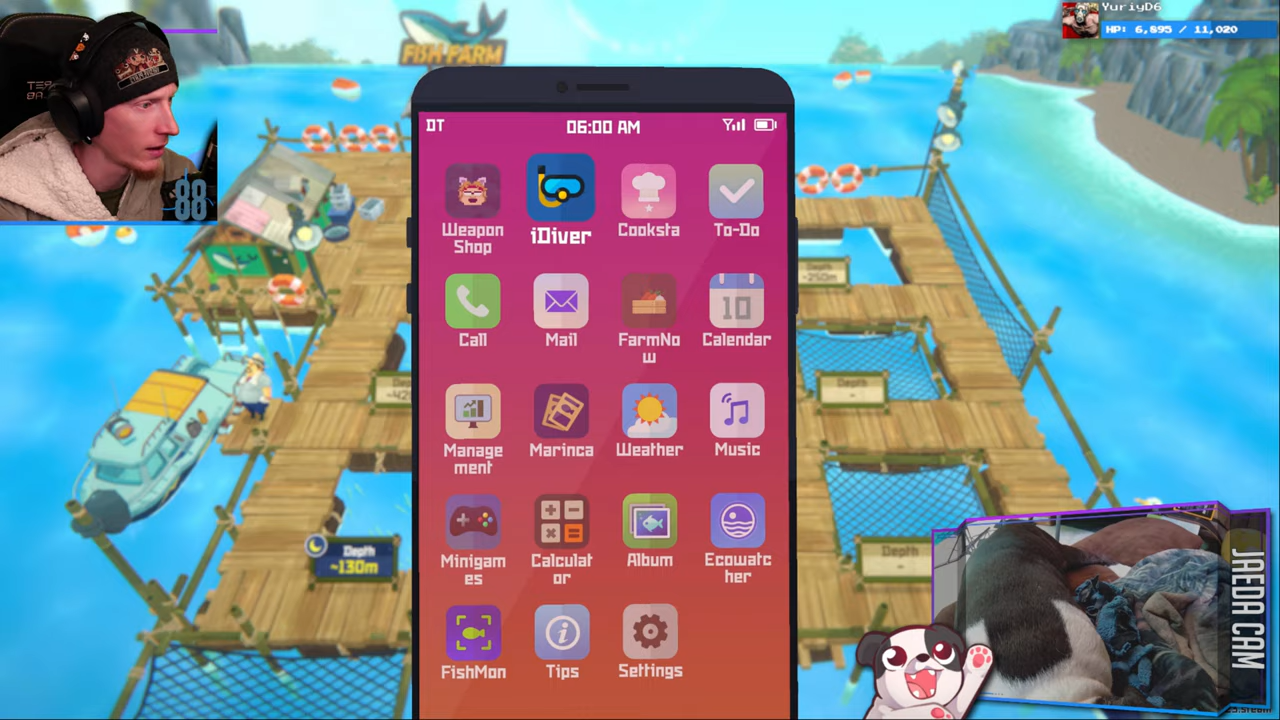 FISH FARM
YuriyD6
HP: 6,895 / 11,020
DT
06:00 AM
Weapon
Shop
iDiver
Cooksta
To-Do
Call
Mail
FarmNo
w
10
Calendar
Manage
ment
Marinca
Weather
Music
Minigam
es
Calculat
or
Album
Ecowatc
her
FishMon
Tips
Settings
Depth
~130m
Depth
~250m
Depth
-
Depth
-
88
JAEDA CAM